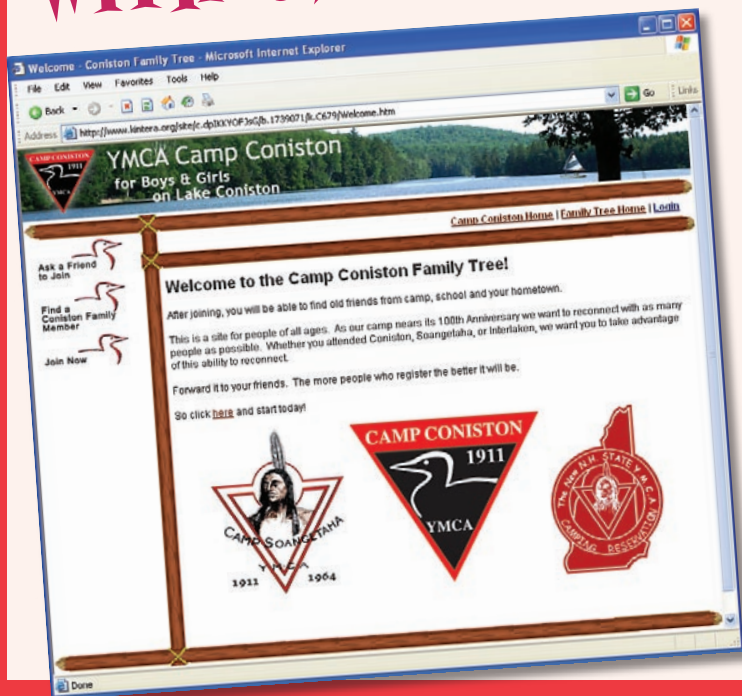 Welcome - Coniston Family Tree - Microsoft Internet Explorer
File Edit View Favorites Tools Help
Back
Go
Links
Address
YMCA Camp Coniston
for Boys & Girls
on Lake Coniston
CAMP CONISTON
1911
YMCA
Camp Coniston Home | Family Tree Home | Login
Ask a Friend
to Join
Find a
Coniston Family
Member
Join Now
Welcome to the Camp Coniston Family Tree!
After joining, you will be able to find old friends from camp, school and your hometown.
This is a site for people of all ages. As our camp nears its 100th Anniversary we want to reconnect with as many
people as possible. Whether you attended Coniston, Soangetaha, or Interlaken, we want you to take advantage
of this ability to reconnect.
Forward it to your friends. The more people who register the better it will be.
So click here and start today!
CAMP SOANGETAHA
Y M C A
1911 1964
CAMP CONISTON
1911
YMCA
The New N.H. STATE Y.M.C.A.
CAMPING RESERVATION
Done